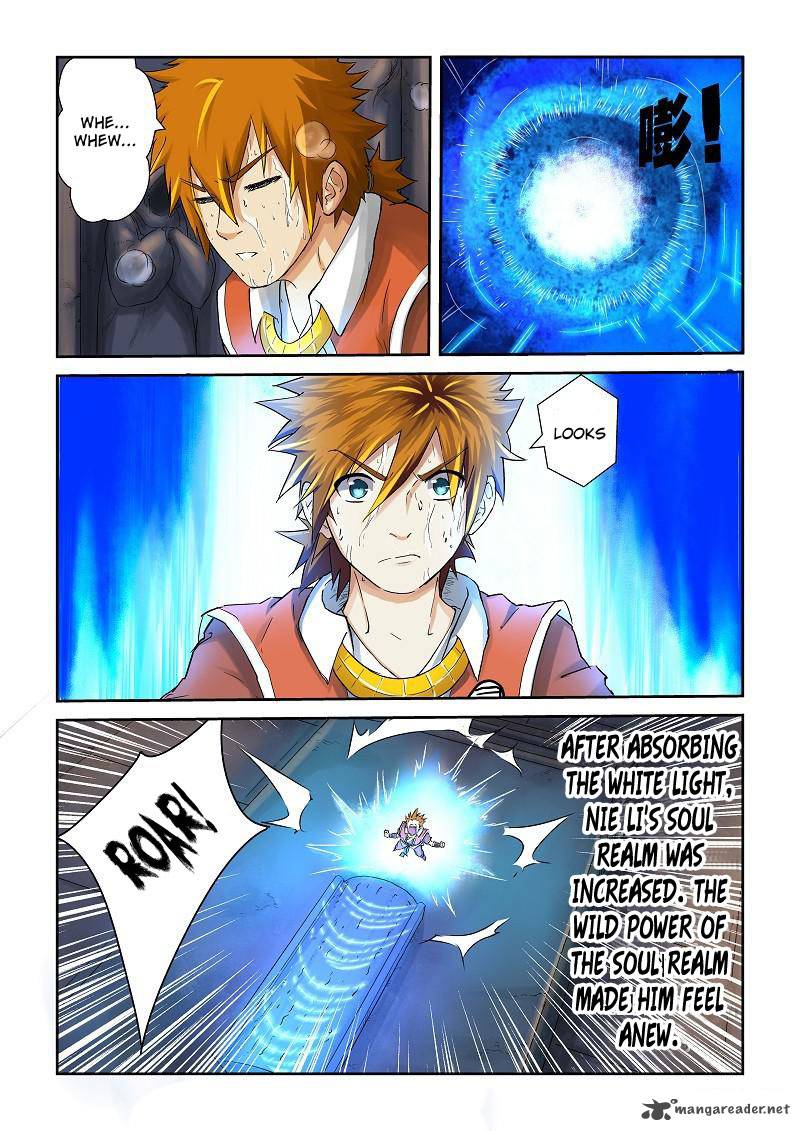 WHE...
WHEW...
嘭!
LOOKS
ROAR!
AFTER ABSORBING
THE WHITE LIGHT,
NIE LI'S SOUL
REALM WAS
INCREASED. THE
WILD POWER OF
THE SOUL REALM
MADE HIM FEEL
ANEW.
mangareader.net